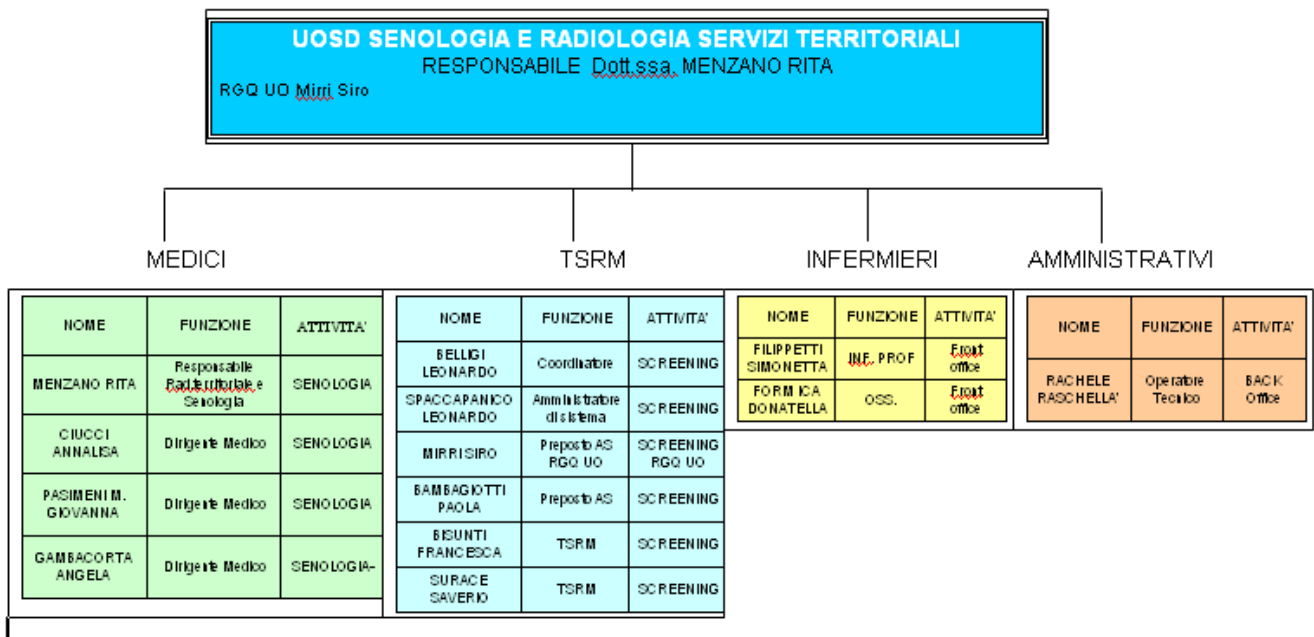 UOSD SENOLOGIA E RADIOLOGIA SERVIZI TERRITORIALI
RESPONSABILE Dott.ssa. MENZANO RITA
RGQ UO Mirri Siro
MEDICI
TSRM
INFERMIERI
AMMINISTRATIVI
NOME FUNZIONE ATTIVITA'
MENZANO RITA Responsabile Rad.territoriale e Senologia SENOLOGIA
CIUCCI ANNALISA Dirigente Medico SENOLOGIA
PASIMENI M. GIOVANNA Dirigente Medico SENOLOGIA
GAMBACORTA ANGELA Dirigente Medico SENOLOGIA-
NOME FUNZIONE ATTIVITA'
BELLIGI LEONARDO Coordinatore SCREENING
SPACCAPANICO LEONARDO Amministratore di sistema SCREENING
MIRRI SIRO Preposto AS RGQ UO SCREENING RGQ UO
BAMBAGIOTTI PAOLA Preposto AS SCREENING
BISUNTI FRANCESCA TSRM SCREENING
SURACE SAVERIO TSRM SCREENING
NOME FUNZIONE ATTIVITA'
FILIPPETTI SIMONETTA INF. PROF Front office
FORMICA DONATELLA OSS. Front office
NOME FUNZIONE ATTIVITA'
RACHELE RASCHELLA' Operatore Tecnico BACK Office